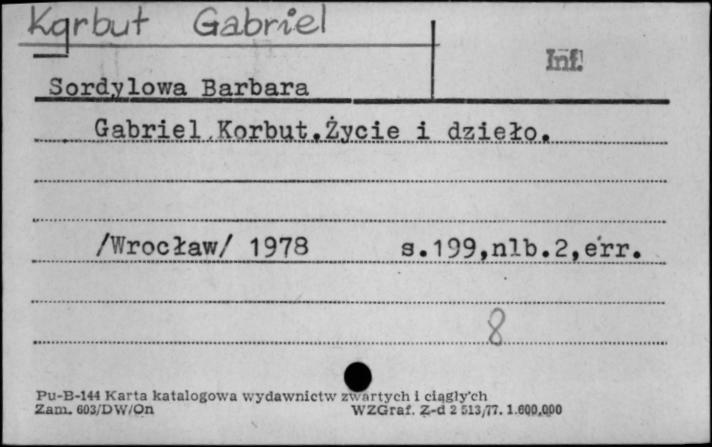 Korbut Gabriel
Inf.
Sordylowa Barbara
Gabriel Korbut.Życie i dzieło.
/Wrocław/ 1978 s.199,nlb.2,err.
8
Pu-B-144 Karta katalogowa wydawnictw zwartych i ciągłych
Zam. 603/DW/On WZGraf. Z-d 2 513/77. 1.600.000